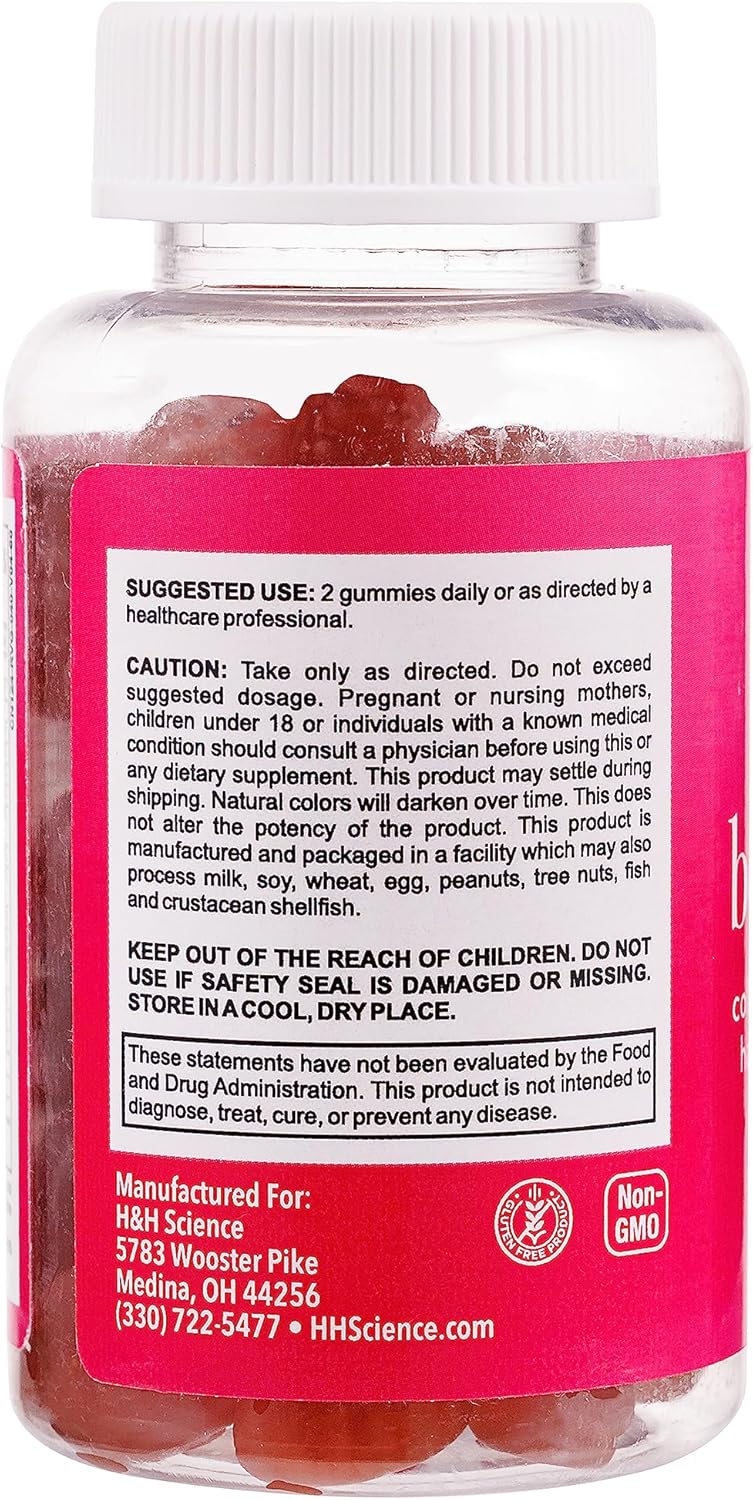 SUGGESTED USE: 2 gummies daily or as directed by a
healthcare professional.
CAUTION: Take only as directed. Do not exceed
suggested dosage. Pregnant or nursing mothers,
children under 18 or individuals with a known medical
condition should consult a physician before using this or
any dietary supplement. This product may settle during
shipping. Natural colors will darken over time. This does
not alter the potency of the product. This product is
manufactured and packaged in a facility which may also
process milk, soy, wheat, egg, peanuts, tree nuts, fish
and crustacean shellfish.
KEEP OUT OF THE REACH OF CHILDREN. DO NOT
USE IF SAFETY SEAL IS DAMAGED OR MISSING.
STORE IN A COOL, DRY PLACE.
These statements have not been evaluated by the Food
and Drug Administration. This product is not intended to
diagnose, treat, cure, or prevent any disease.
Manufactured For:
H&H Science
5783 Wooster Pike
Medina, OH 44256
(330) 722-5477 • HHScience.com
GLUTEN FREE PRODUCT
Non-
GMO